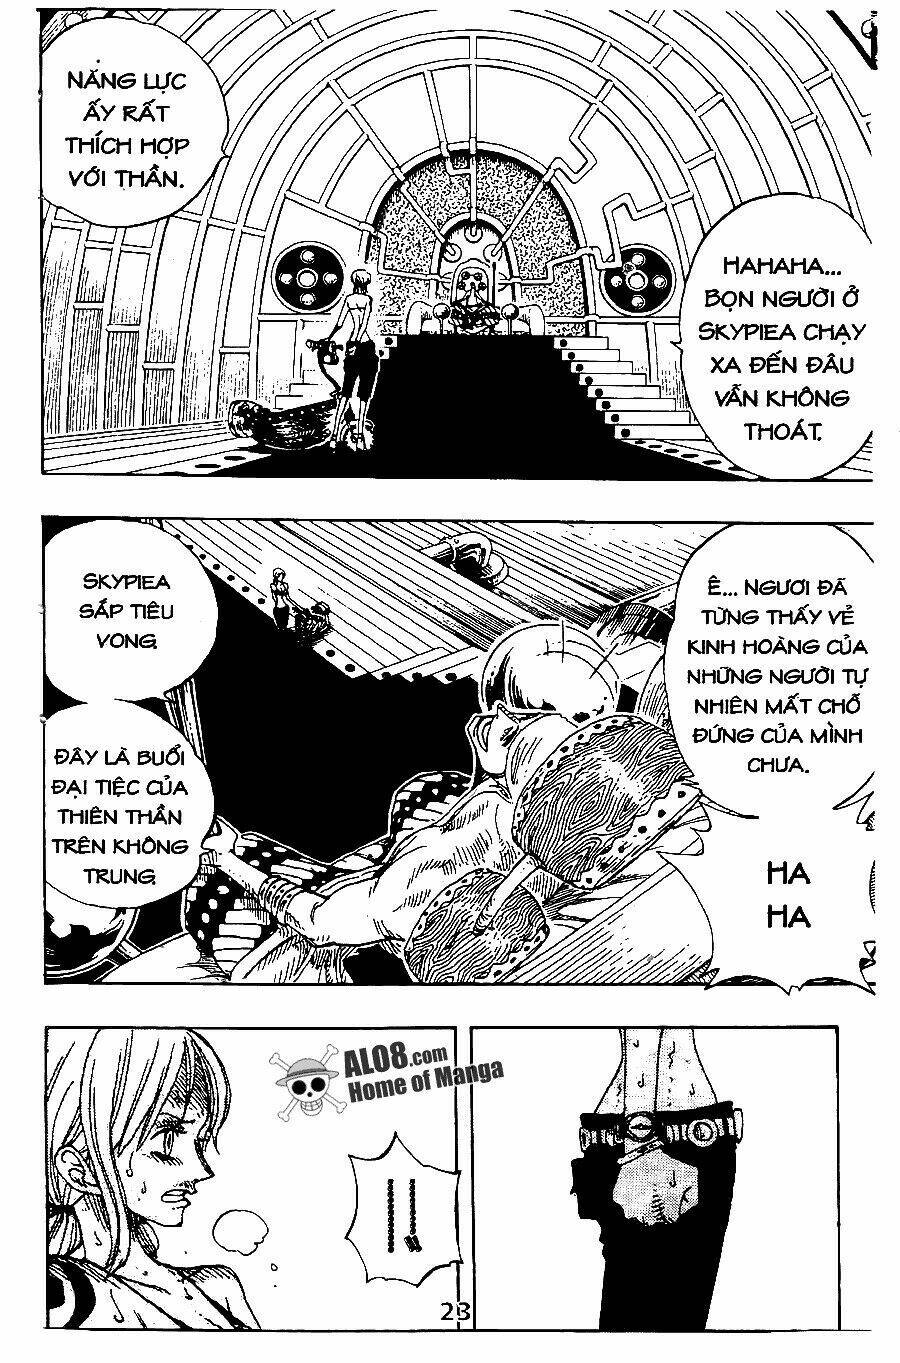 NĂNG LỰC
ẤY RẤT
THÍCH HỢP
VỚI THẦN.
HAHAHA...
BỌN NGƯỜI Ở
SKYPIEA CHẠY
XA ĐẾN ĐÂU
VẪN KHÔNG
THOÁT.
Ê... NGƯƠI ĐÃ
TỪNG THẤY VẺ
KINH HOÀNG CỦA
NHỮNG NGƯỜI TỰ
NHIÊN MẤT CHỖ
ĐỨNG CỦA MÌNH
CHƯA.
SKYPIEA
SẮP TIÊU
VONG.
ĐÂY LÀ BUỔI
ĐẠI TIỆC CỦA
THIÊN THẦN
TRÊN KHÔNG
TRUNG.
HA
HA
AL08.com
Home of Manga
23